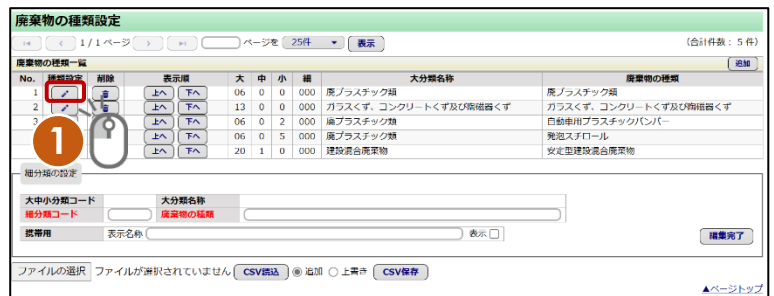 廃棄物の種類設定
1 / 1 ページ ページを 25件 表示 (合計件数: 5 件)
廃棄物の種類一覧 追加
No. 種類設定 削除 表示順 大 中 小 細 大分類名称 廃棄物の種類
1 上へ 下へ 06 0 0 000 廃プラスチック類 廃プラスチック類
2 上へ 下へ 13 0 0 000 ガラスくず、コンクリートくず及び陶磁器くず ガラスくず、コンクリートくず及び陶磁器くず
3 上へ 下へ 06 0 2 000 廃プラスチック類 自動車用プラスチックバンパー
上へ 下へ 06 0 5 000 廃プラスチック類 発泡スチロール
上へ 下へ 20 1 0 000 建設混合廃棄物 安定型建設混合廃棄物
1
細分類の設定
大中小分類コード 大分類名称
細分類コード 廃棄物の種類
携帯用 表示名称 表示 編集完了
ファイルの選択 ファイルが選択されていません CSV読込 追加 上書き CSV保存
▲ページトップ